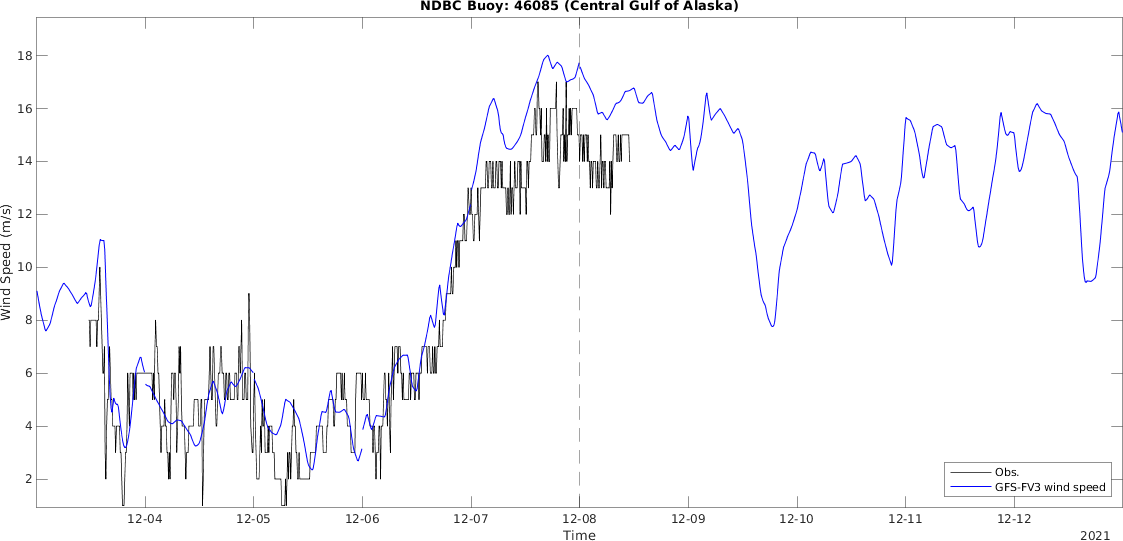 NDBC Buoy: 46085 (Central Gulf of Alaska)
18
16
14
12
10
8
6
4
2
Wind Speed (m/s)
Obs.
GFS-FV3 wind speed
12-04 12-05 12-06 12-07 12-08 12-09 12-10 12-11 12-12
Time
2021